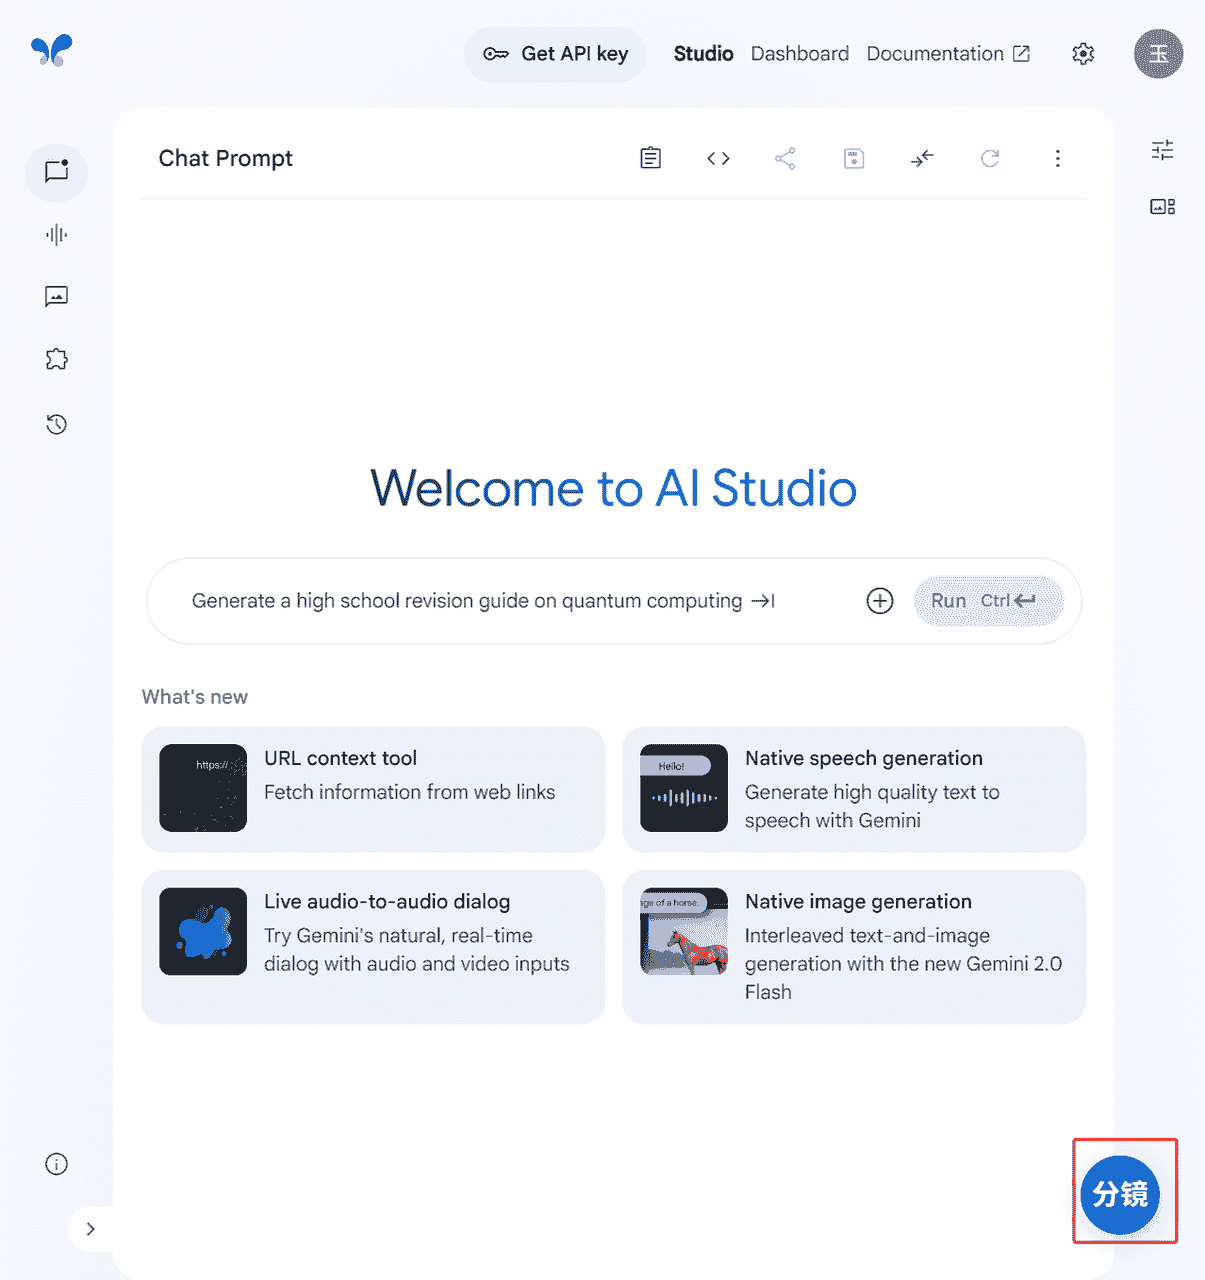 Get API key
Studio
Dashboard
Documentation
玉
Chat Prompt
Welcome to AI Studio
Generate a high school revision guide on quantum computing
Run Ctrl
What's new
https://
URL context tool
Fetch information from web links
Hello!
Native speech generation
Generate high quality text to
speech with Gemini
Live audio-to-audio dialog
Try Gemini's natural, real-time
dialog with audio and video inputs
nge of a horse.
Native image generation
Interleaved text-and-image
generation with the new Gemini 2.0
Flash
分镜